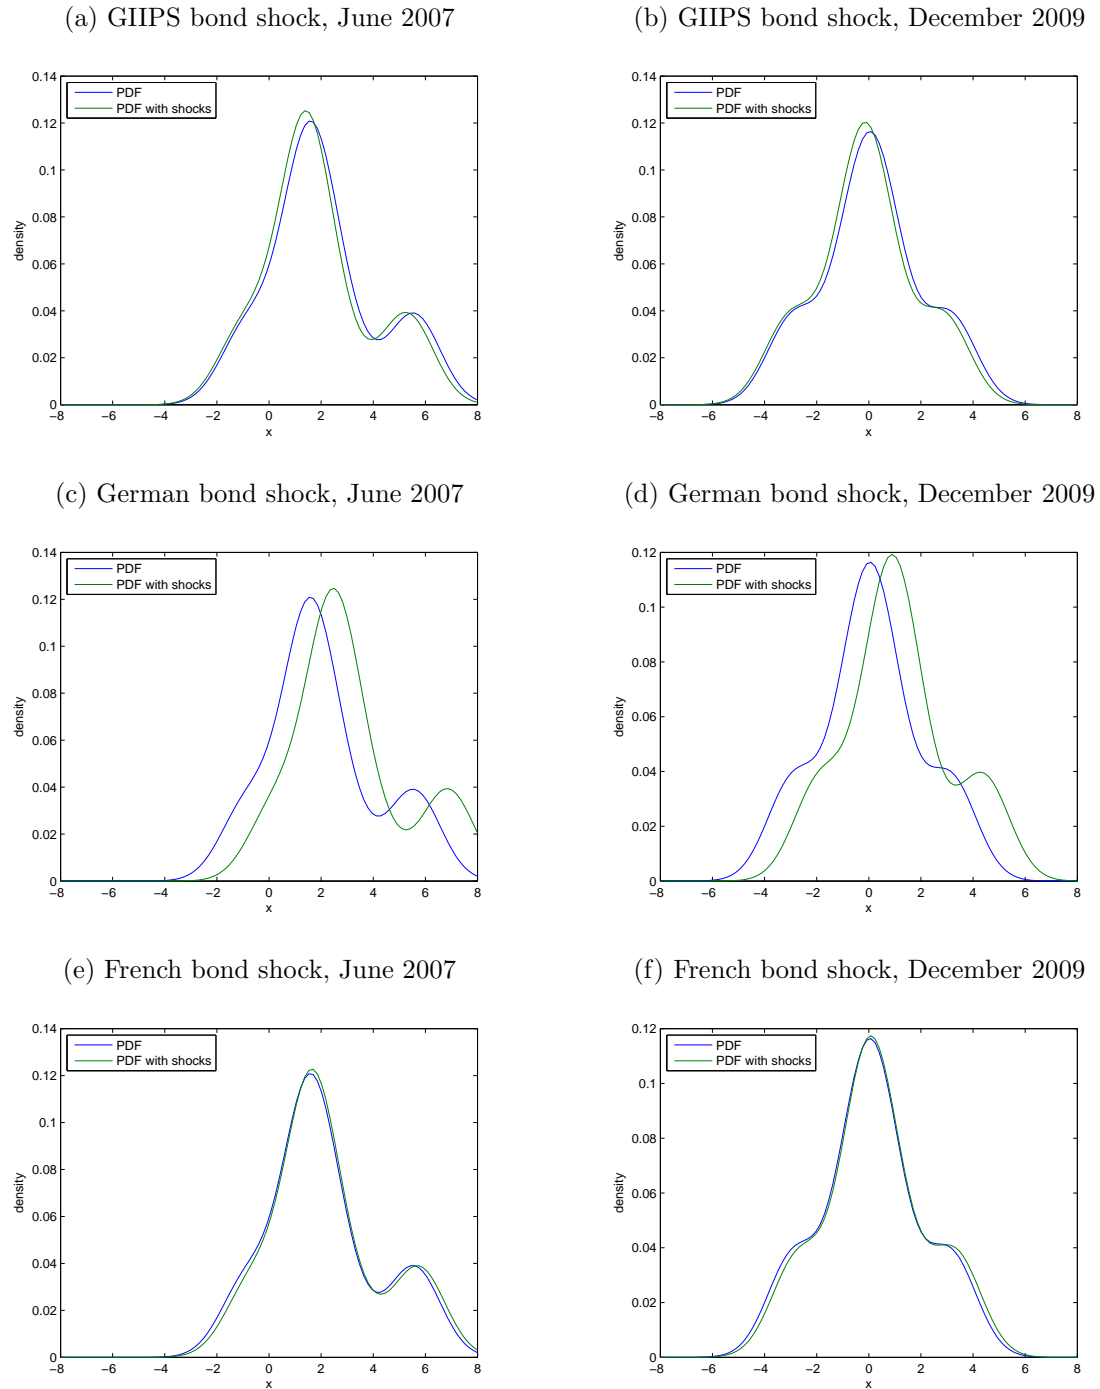 (a) GIIPS bond shock, June 2007
(b) GIIPS bond shock, December 2009
0.14
0.12
0.1
0.08
0.06
0.04
0.02
0
density
PDF
PDF with shocks
−8 −6 −4 −2 0 2 4 6 8
x
0.14
0.12
0.1
0.08
0.06
0.04
0.02
0
density
PDF
PDF with shocks
−8 −6 −4 −2 0 2 4 6 8
x
(c) German bond shock, June 2007
(d) German bond shock, December 2009
0.14
0.12
0.1
0.08
0.06
0.04
0.02
0
density
PDF
PDF with shocks
−8 −6 −4 −2 0 2 4 6 8
x
0.12
0.1
0.08
0.06
0.04
0.02
0
density
PDF
PDF with shocks
−8 −6 −4 −2 0 2 4 6 8
x
(e) French bond shock, June 2007
(f) French bond shock, December 2009
0.14
0.12
0.1
0.08
0.06
0.04
0.02
0
density
PDF
PDF with shocks
−8 −6 −4 −2 0 2 4 6 8
x
0.12
0.1
0.08
0.06
0.04
0.02
0
density
PDF
PDF with shocks
−8 −6 −4 −2 0 2 4 6 8
x